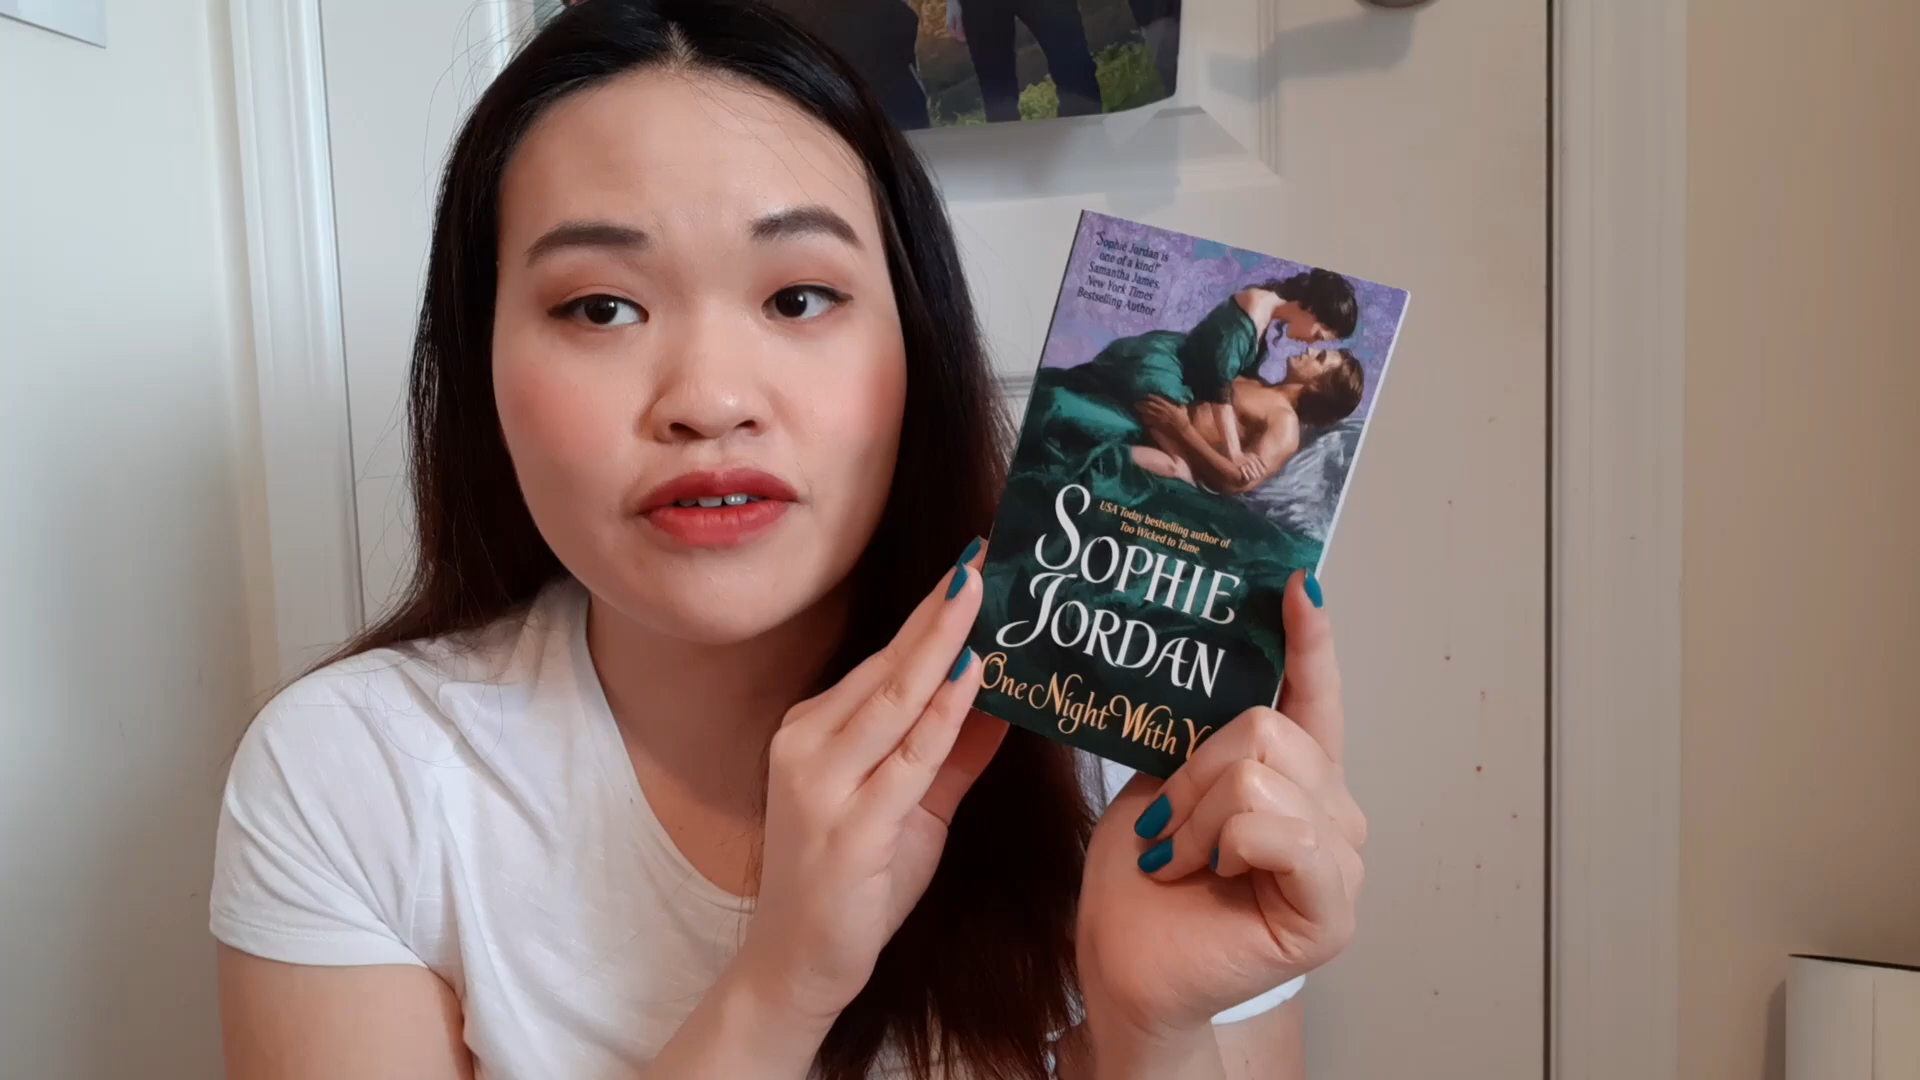 "Sophie Jordan is
one of a kind!"
Samantha James,
New York Times
Bestselling Author
USA Today bestselling author of
Too Wicked to Tame
SOPHIE
JORDAN
One Night With Y